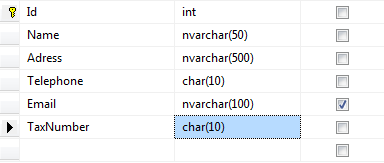 Id int
Name nvarchar(50)
Adress nvarchar(500)
Telephone char(10)
Email nvarchar(100)
TaxNumber char(10)